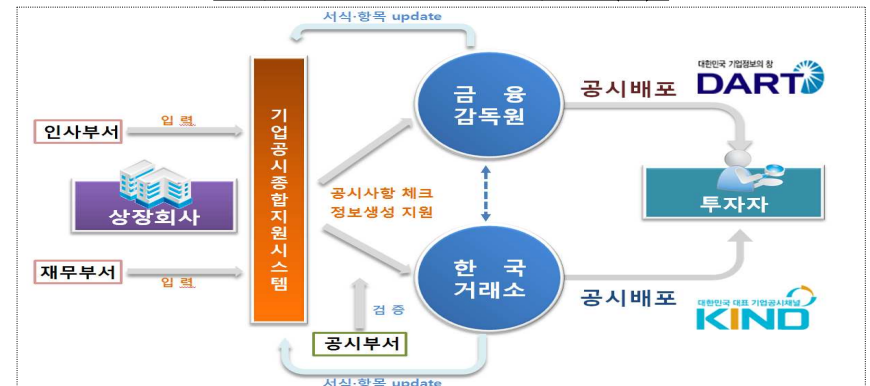 서식·항목 update
대한민국 기업정보의 창
DART
금 융
감독원
공시배포
기업공시종합지원시스템
인사부서
입 력
상장회사
공시사항 체크
정보생성 지원
투자자
재무부서
입 력
한 국
거래소
공시배포
대한민국 대표 기업공시채널
KIND
검 증
공시부서
서식·항목 update